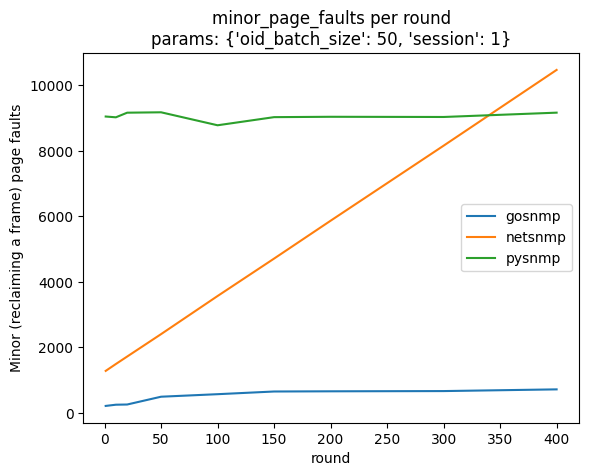 minor_page_faults per round
params: {'oid_batch_size': 50, 'session': 1}
Minor (reclaiming a frame) page faults
10000
8000
6000
4000
2000
0
gosnmp
netsnmp
pysnmp
0 50 100 150 200 250 300 350 400
round